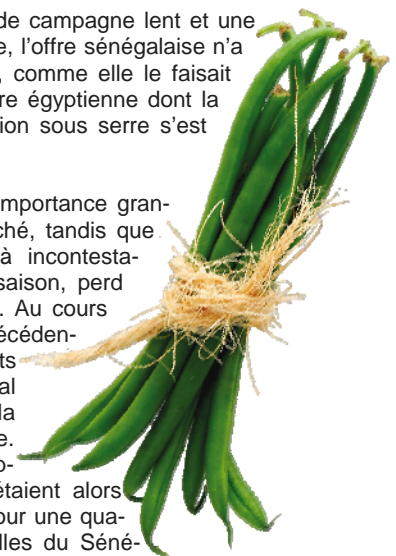 de campagne lent et une
e, l’offre sénégalaise n’a
, comme elle le faisait
re égyptienne dont la
ion sous serre s’est
importance gran-
ché, tandis que
à incontesta-
saison, perd
. Au cours
écéden-
ts
al
la
e.
o-
étaient alors
our une qua-
lles du Séné-